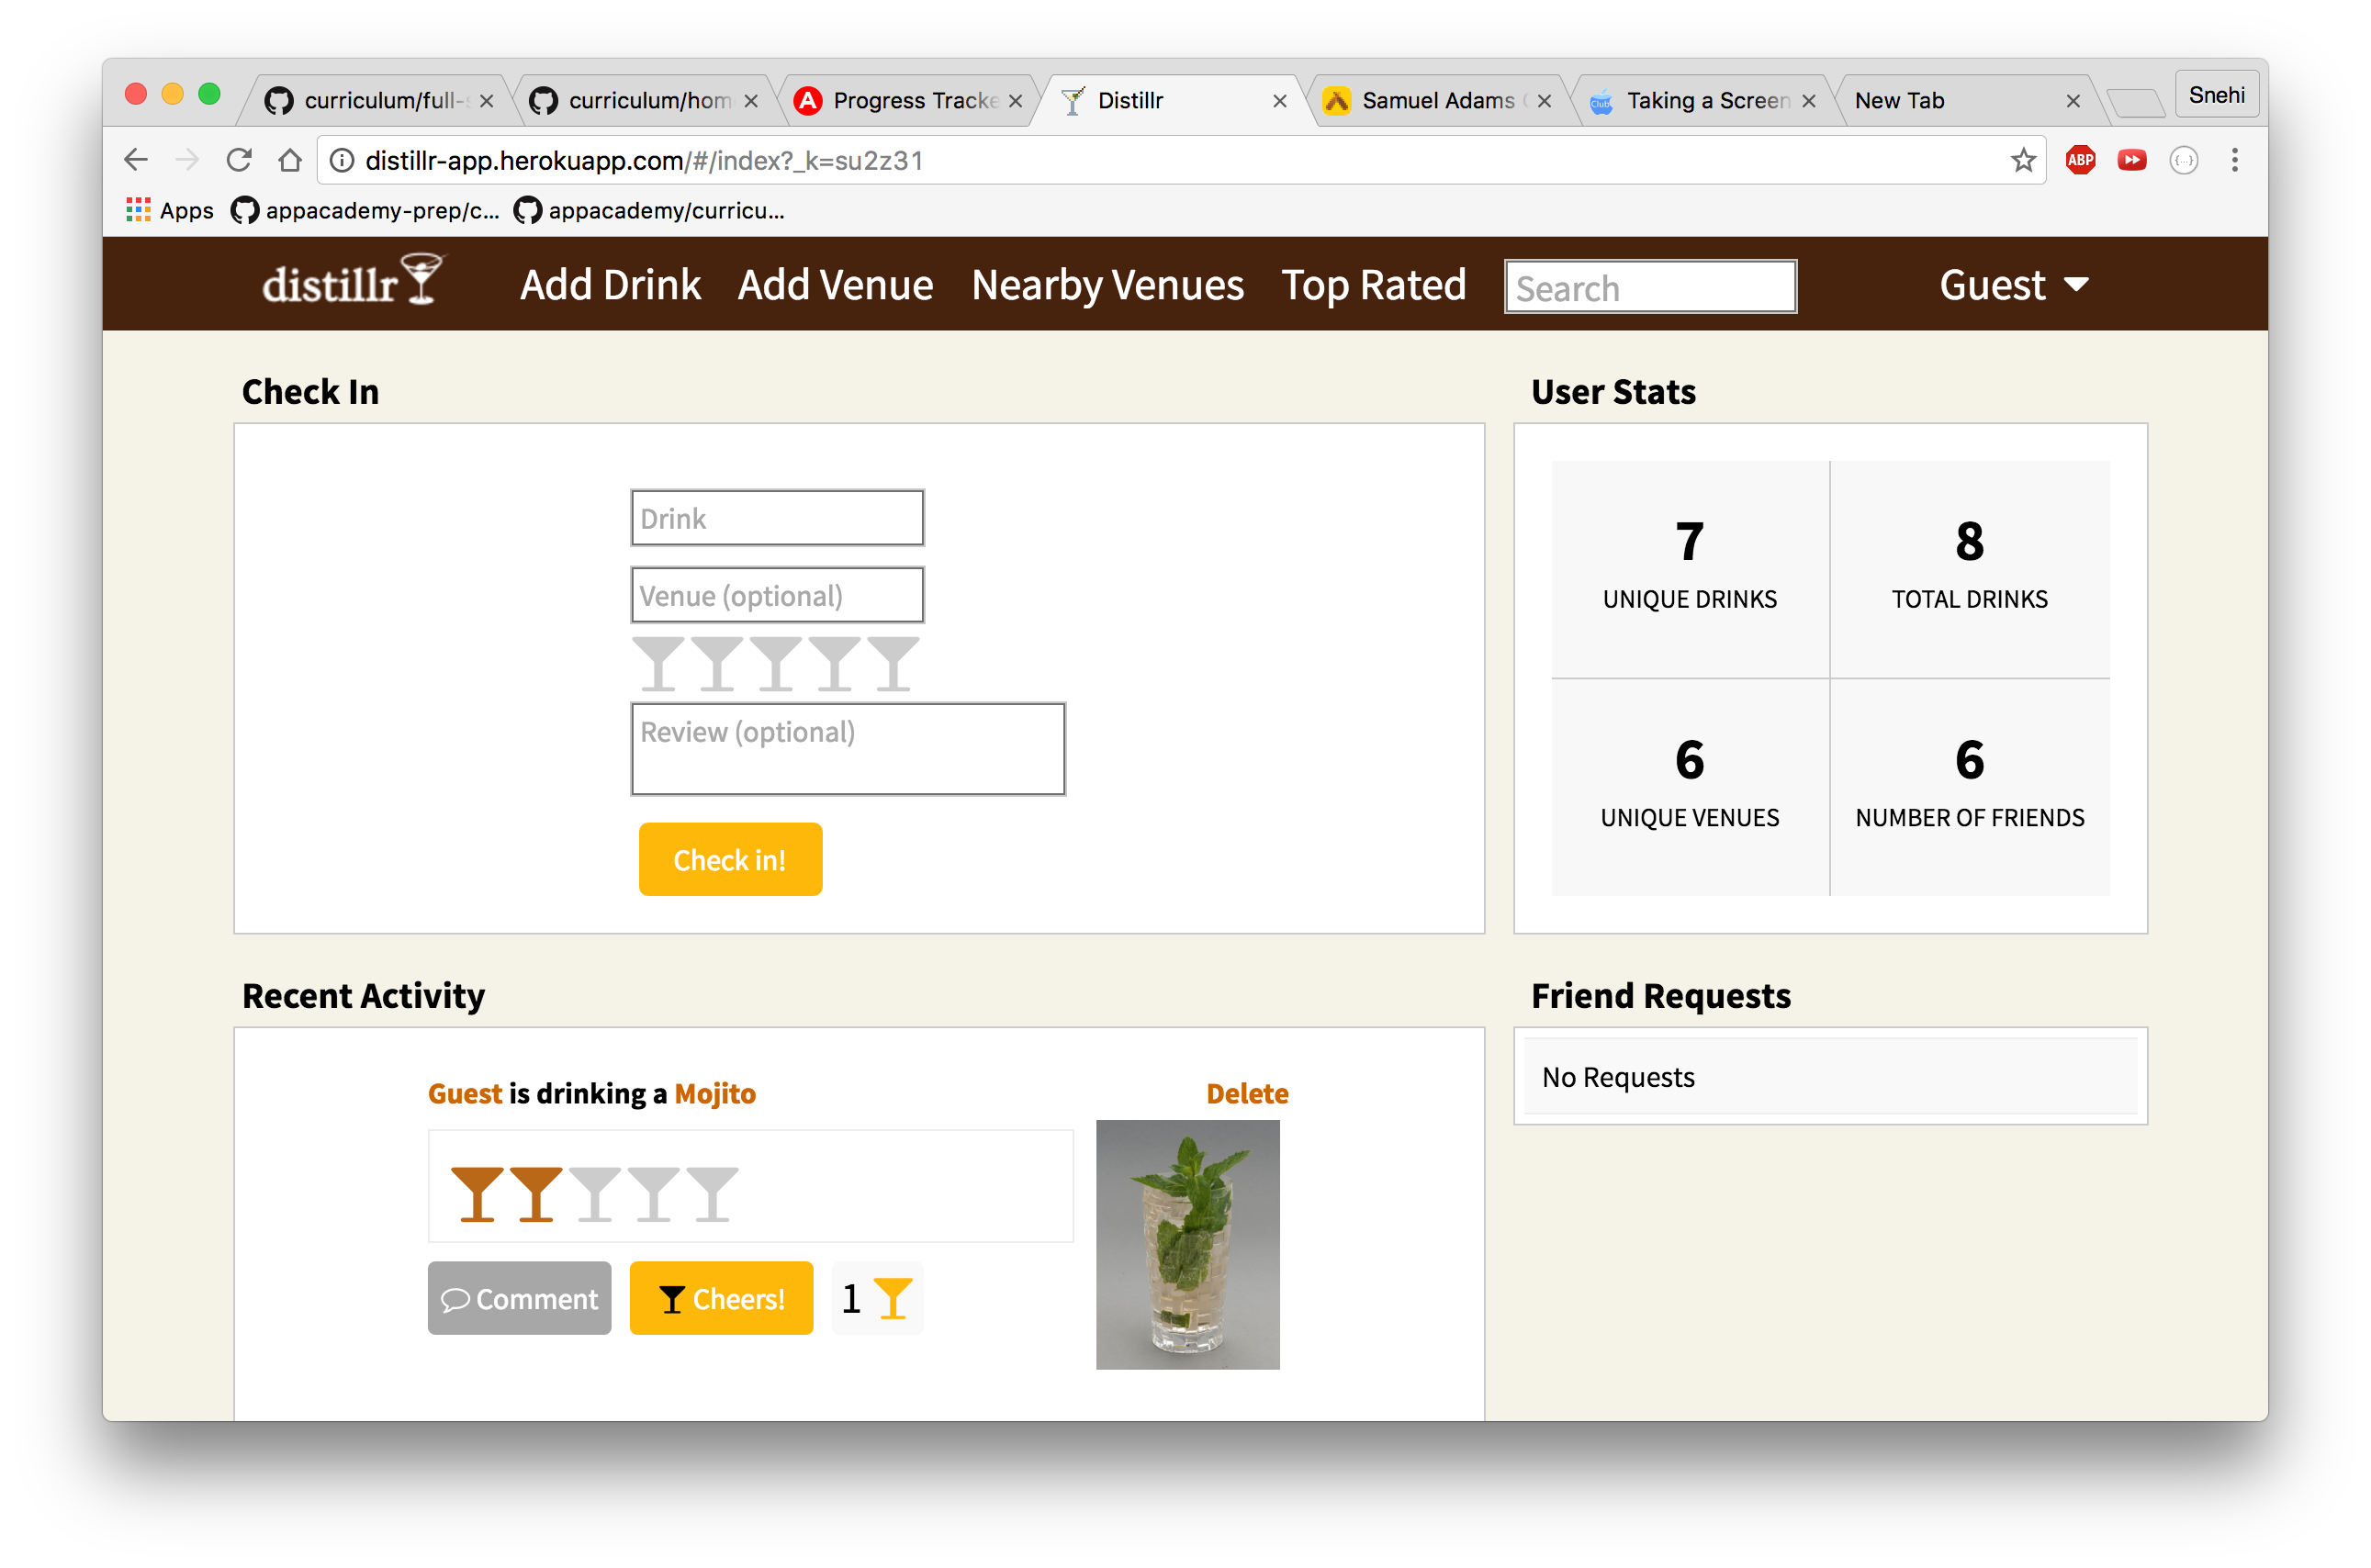 curriculum/full-s
curriculum/hom
Progress Tracke
Distillr
Samuel Adams
Taking a Screen
New Tab
Snehi
distillr-app.herokuapp.com/#/index?_k=su2z31
ABP
Apps
appacademy-prep/c...
appacademy/curricu...
distillr
Add Drink
Add Venue
Nearby Venues
Top Rated
Search
Guest
Check In
Drink
Venue (optional)
Review (optional)
Check in!
User Stats
7
UNIQUE DRINKS
8
TOTAL DRINKS
6
UNIQUE VENUES
6
NUMBER OF FRIENDS
Recent Activity
Guest is drinking a Mojito
Delete
Comment
Cheers!
1
Friend Requests
No Requests